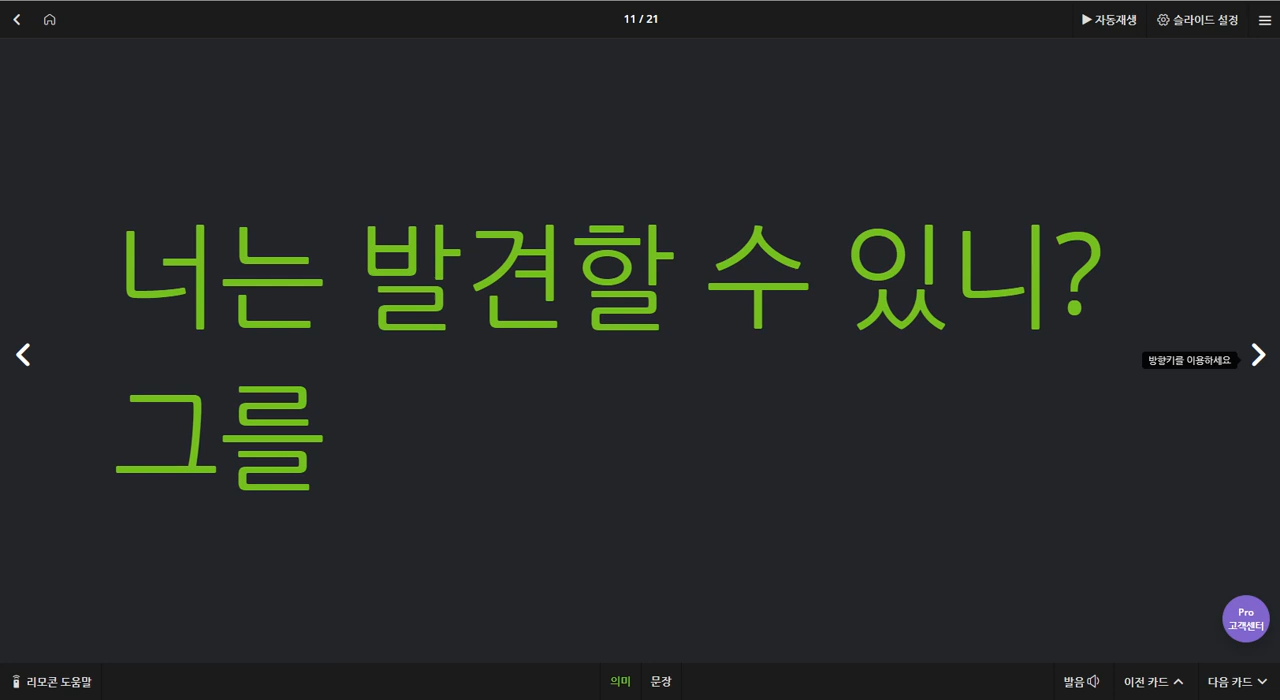 11 / 21
자동재생
슬라이드 설정
너는 발견할 수 있니?
그를
방향키를 이용하세요
Pro
고객센터
리모콘 도움말
의미
문장
발음
이전 카드
다음 카드